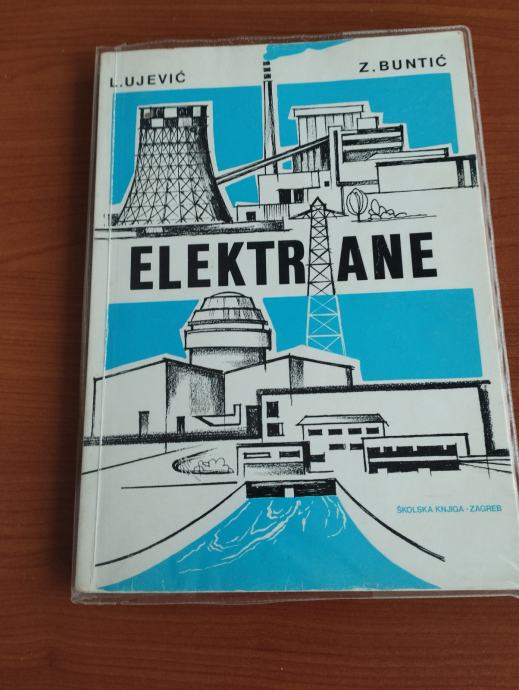 L.UJEVIĆ Z.BUNTIĆ
ELEKTRANE
ŠKOLSKA KNJIGA - ZAGREB